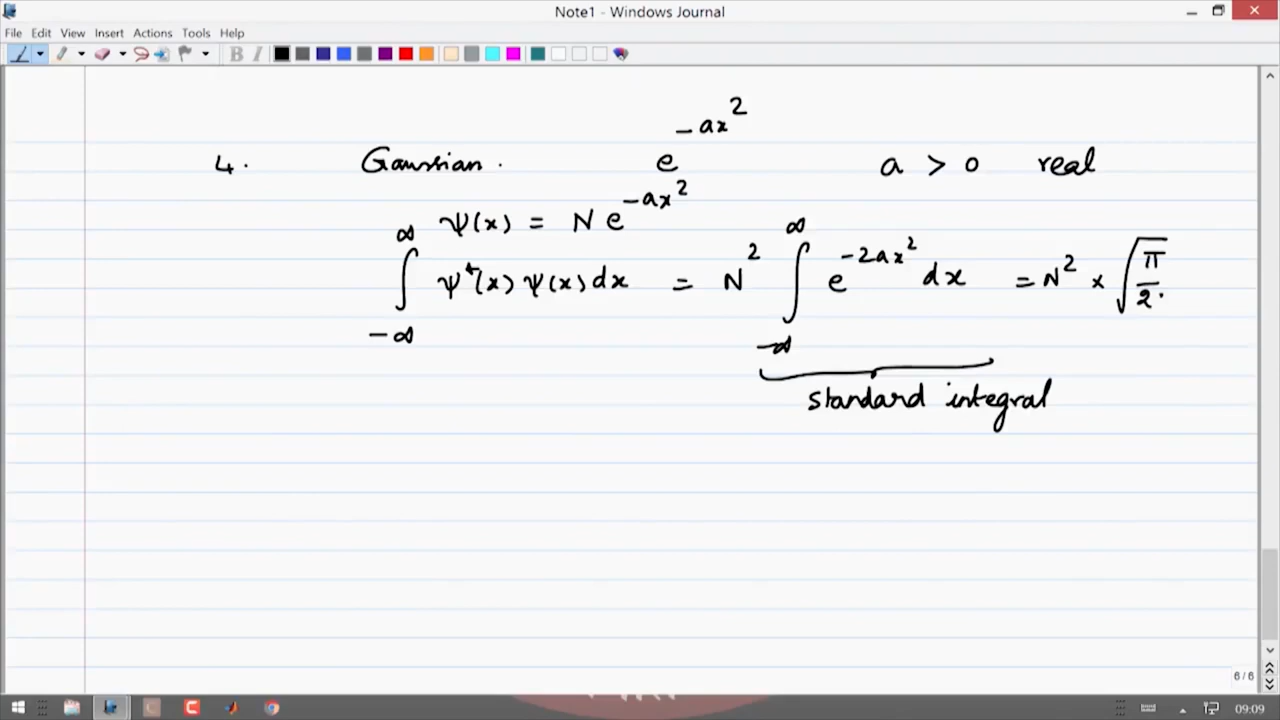 Note1 - Windows Journal
File Edit View Insert Actions Tools Help
B I
4. Gaussian. e^{-ax^2} a > 0 real
ψ(x) = N e^{-ax^2}
∫_{-∞}^{∞} ψ*(x) ψ(x) dx = N^2 ∫_{-∞}^{∞} e^{-2ax^2} dx = N^2 × √(π/2.
standard integral
6 / 6
09:09